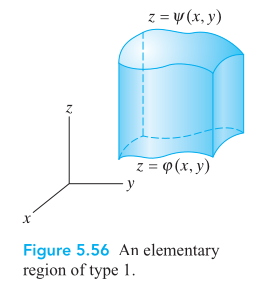 z = ψ(x, y)
z
z = φ(x, y)
y
x
Figure 5.56 An elementary
region of type 1.